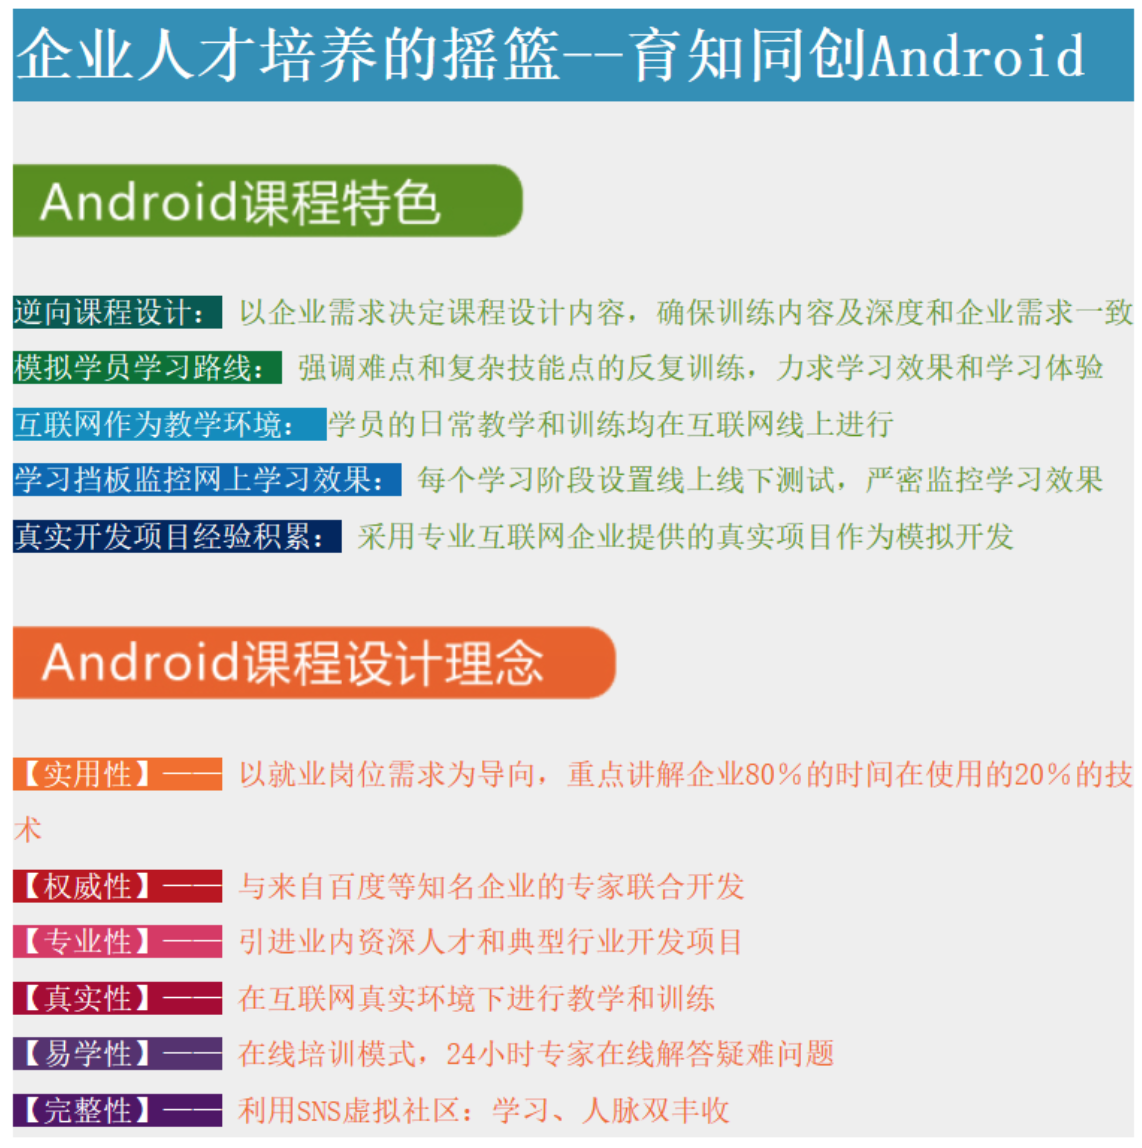 企业人才培养的摇篮--育知同创Android
Android课程特色
逆向课程设计： 以企业需求决定课程设计内容，确保训练内容及深度和企业需求一致
模拟学员学习路线： 强调难点和复杂技能点的反复训练，力求学习效果和学习体验
互联网作为教学环境： 学员的日常教学和训练均在互联网线上进行
学习挡板监控网上学习效果： 每个学习阶段设置线上线下测试，严密监控学习效果
真实开发项目经验积累： 采用专业互联网企业提供的真实项目作为模拟开发
Android课程设计理念
【实用性】—— 以就业岗位需求为导向，重点讲解企业80％的时间在使用的20％的技
术
【权威性】—— 与来自百度等知名企业的专家联合开发
【专业性】—— 引进业内资深人才和典型行业开发项目
【真实性】—— 在互联网真实环境下进行教学和训练
【易学性】—— 在线培训模式，24小时专家在线解答疑难问题
【完整性】—— 利用SNS虚拟社区：学习、人脉双丰收